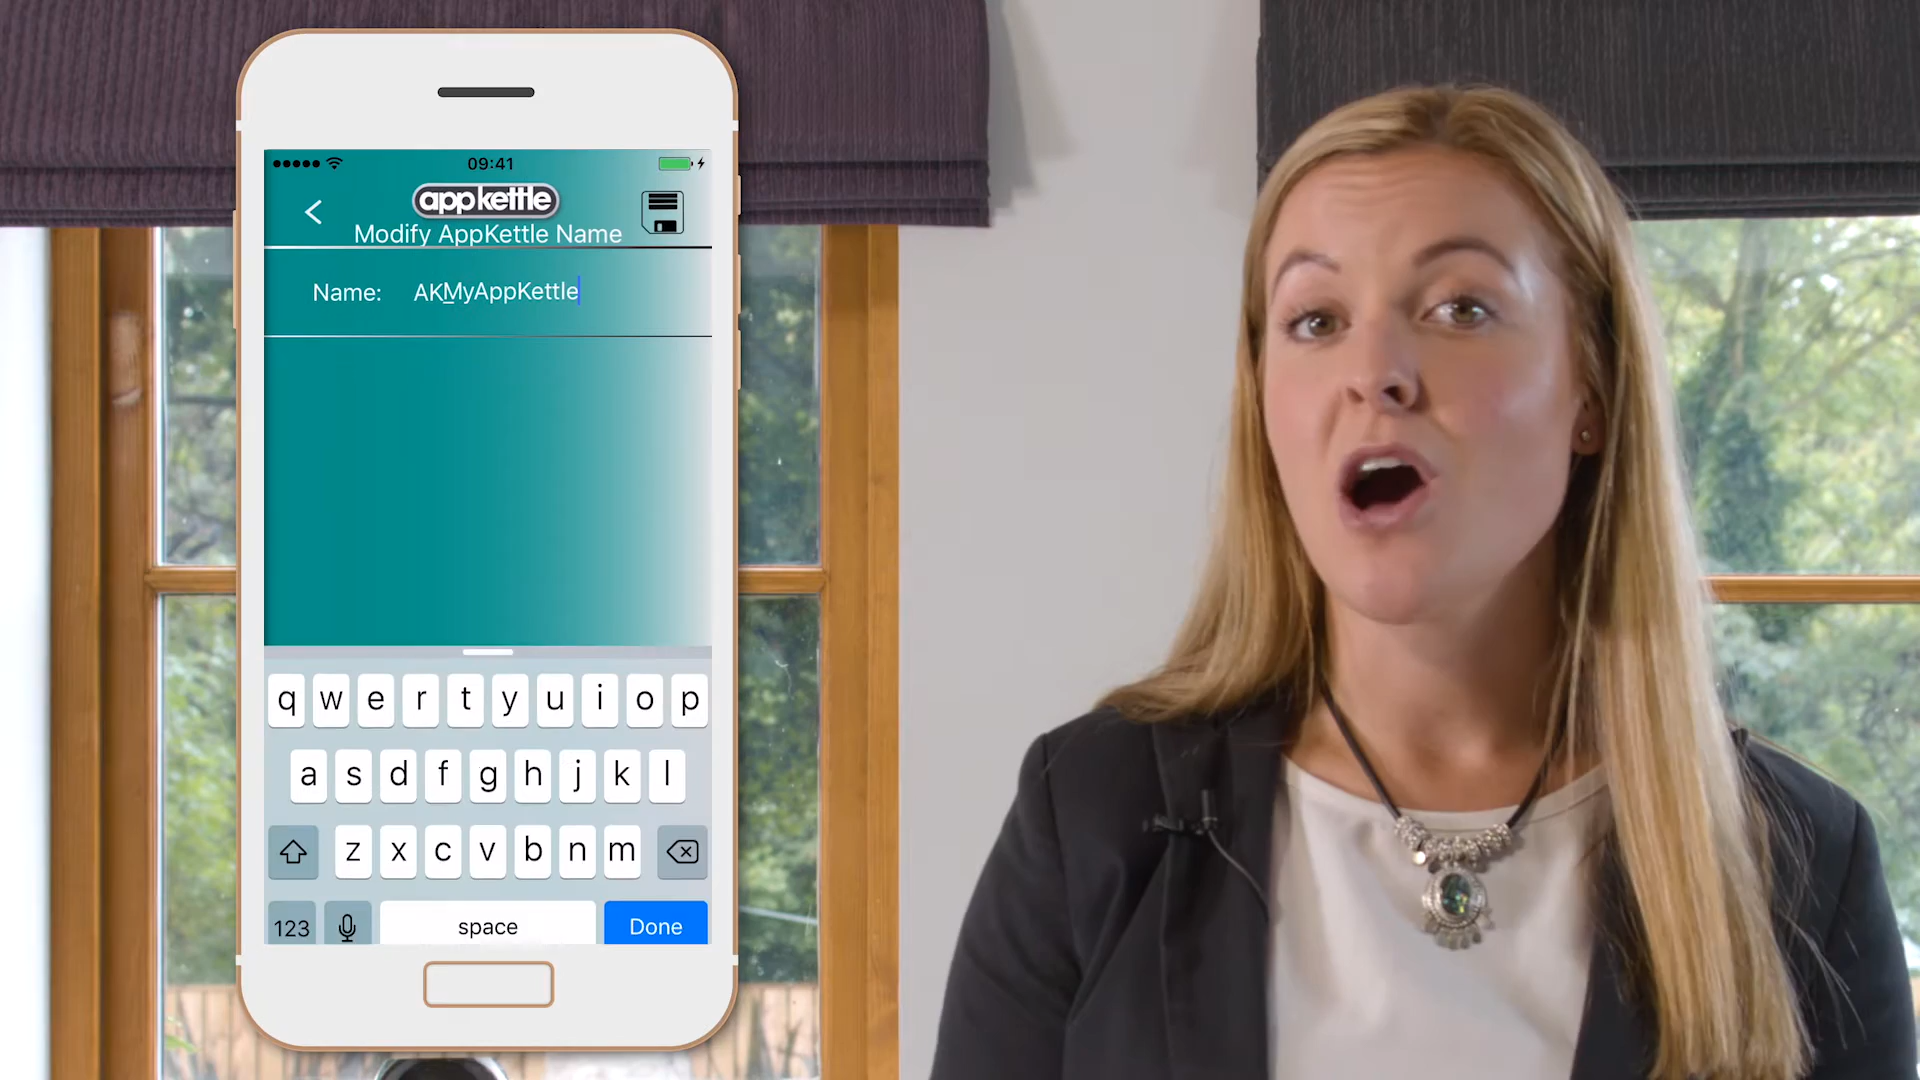 09:41
appkettle
Modify AppKettle Name
Name: AKMyAppKettle
q w e r t y u i o p
a s d f g h j k l
z x c v b n m
123 space Done